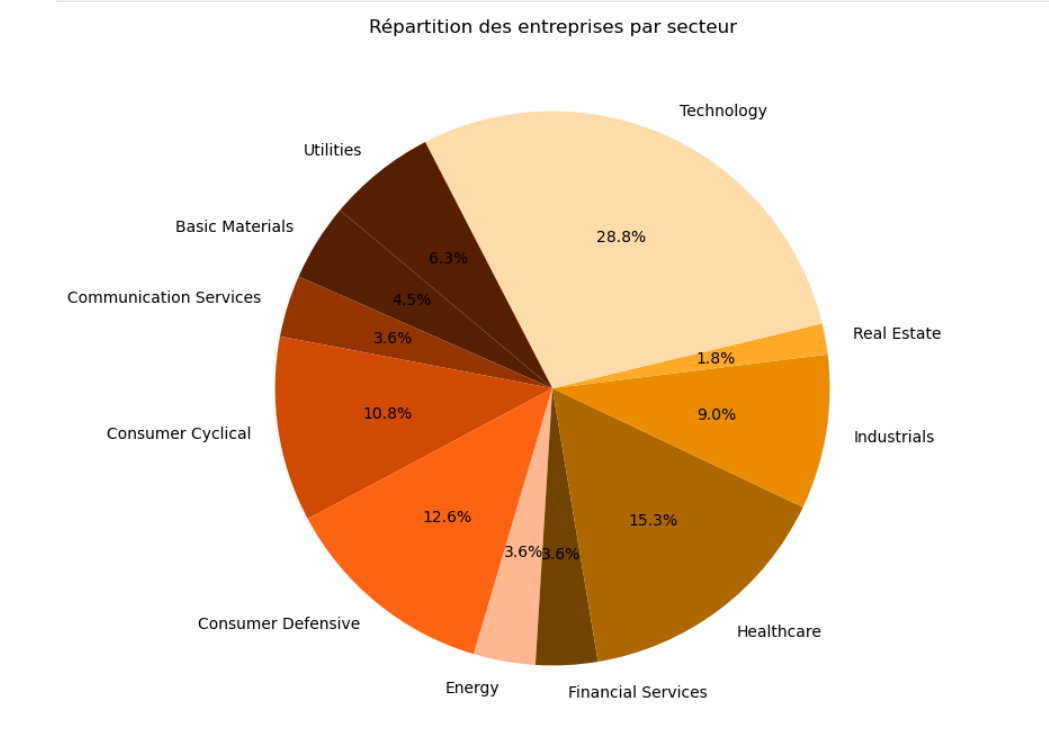 Répartition des entreprises par secteur
Technology
Utilities
Basic Materials
28.8%
6.3%
Communication Services
4.5%
Real Estate
3.6%
1.8%
10.8%
9.0%
Consumer Cyclical
Industrials
12.6%
15.3%
3.6%
3.6%
Consumer Defensive
Healthcare
Energy
Financial Services